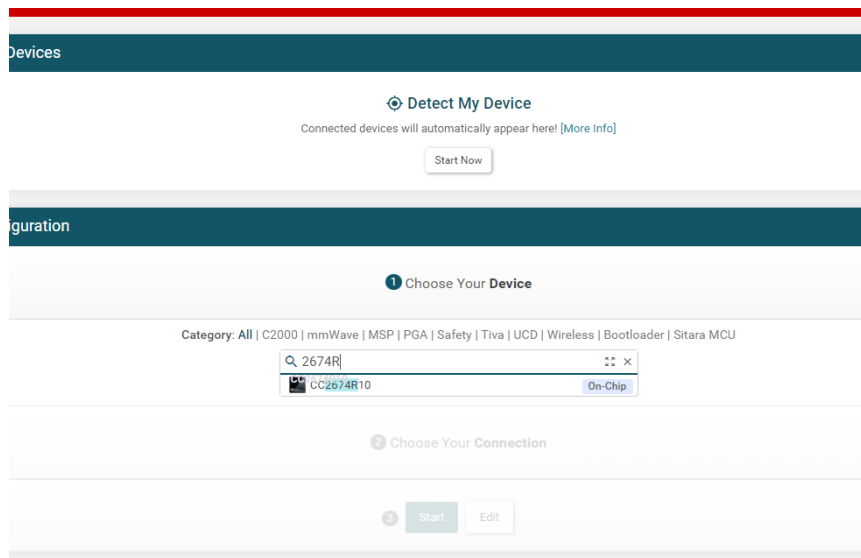 Devices
Detect My Device
Connected devices will automatically appear here! [More Info]
Start Now
iguration
1 Choose Your Device
Category: All | C2000 | mmWave | MSP | PGA | Safety | Tiva | UCD | Wireless | Bootloader | Sitara MCU
2674R
CC2674R10 On-Chip
2 Choose Your Connection
3 Start Edit